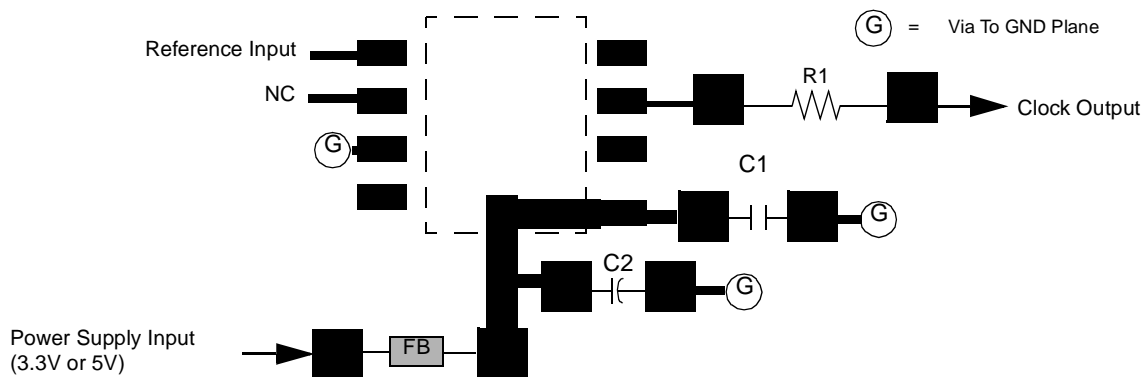 G = Via To GND Plane
Reference Input
R1
NC
Clock Output
G
C1
G
C2
G
Power Supply Input
(3.3V or 5V)
FB